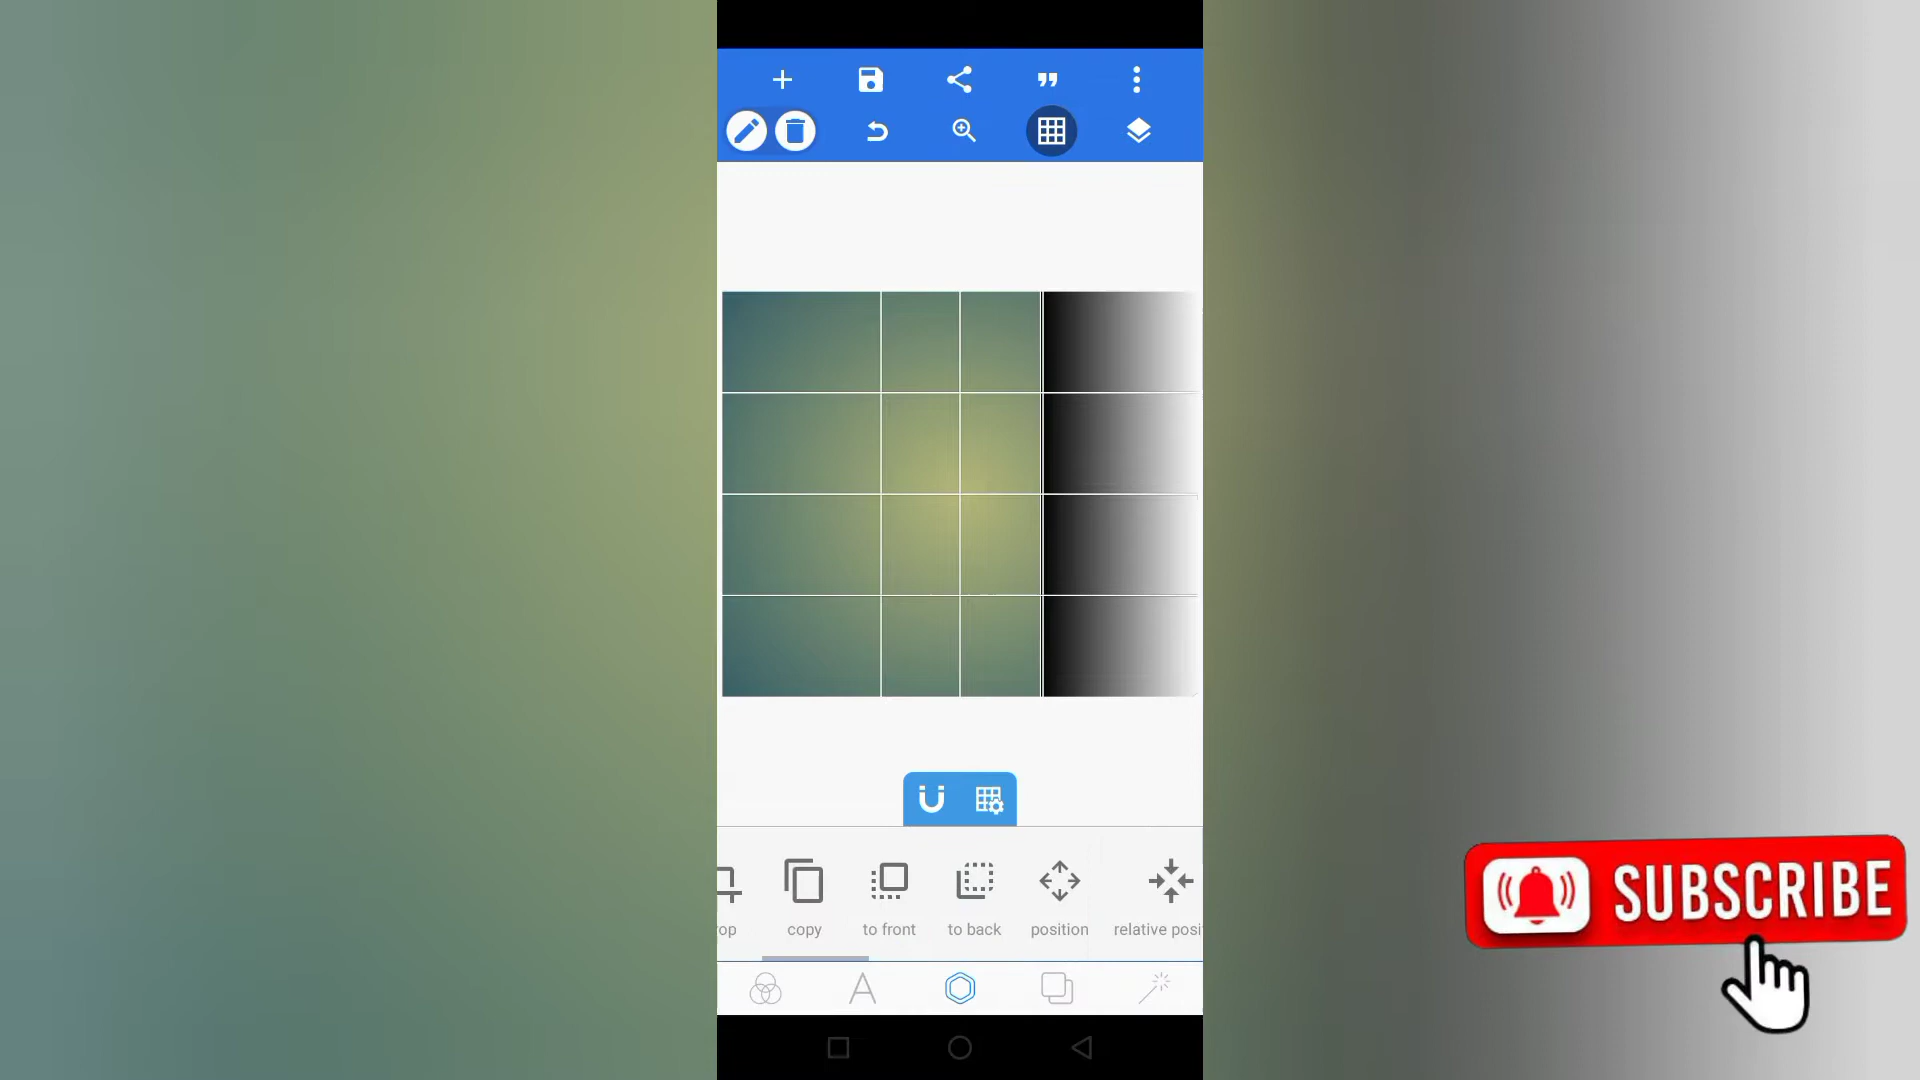 op
copy
to front
to back
position
relative posi
SUBSCRIBE